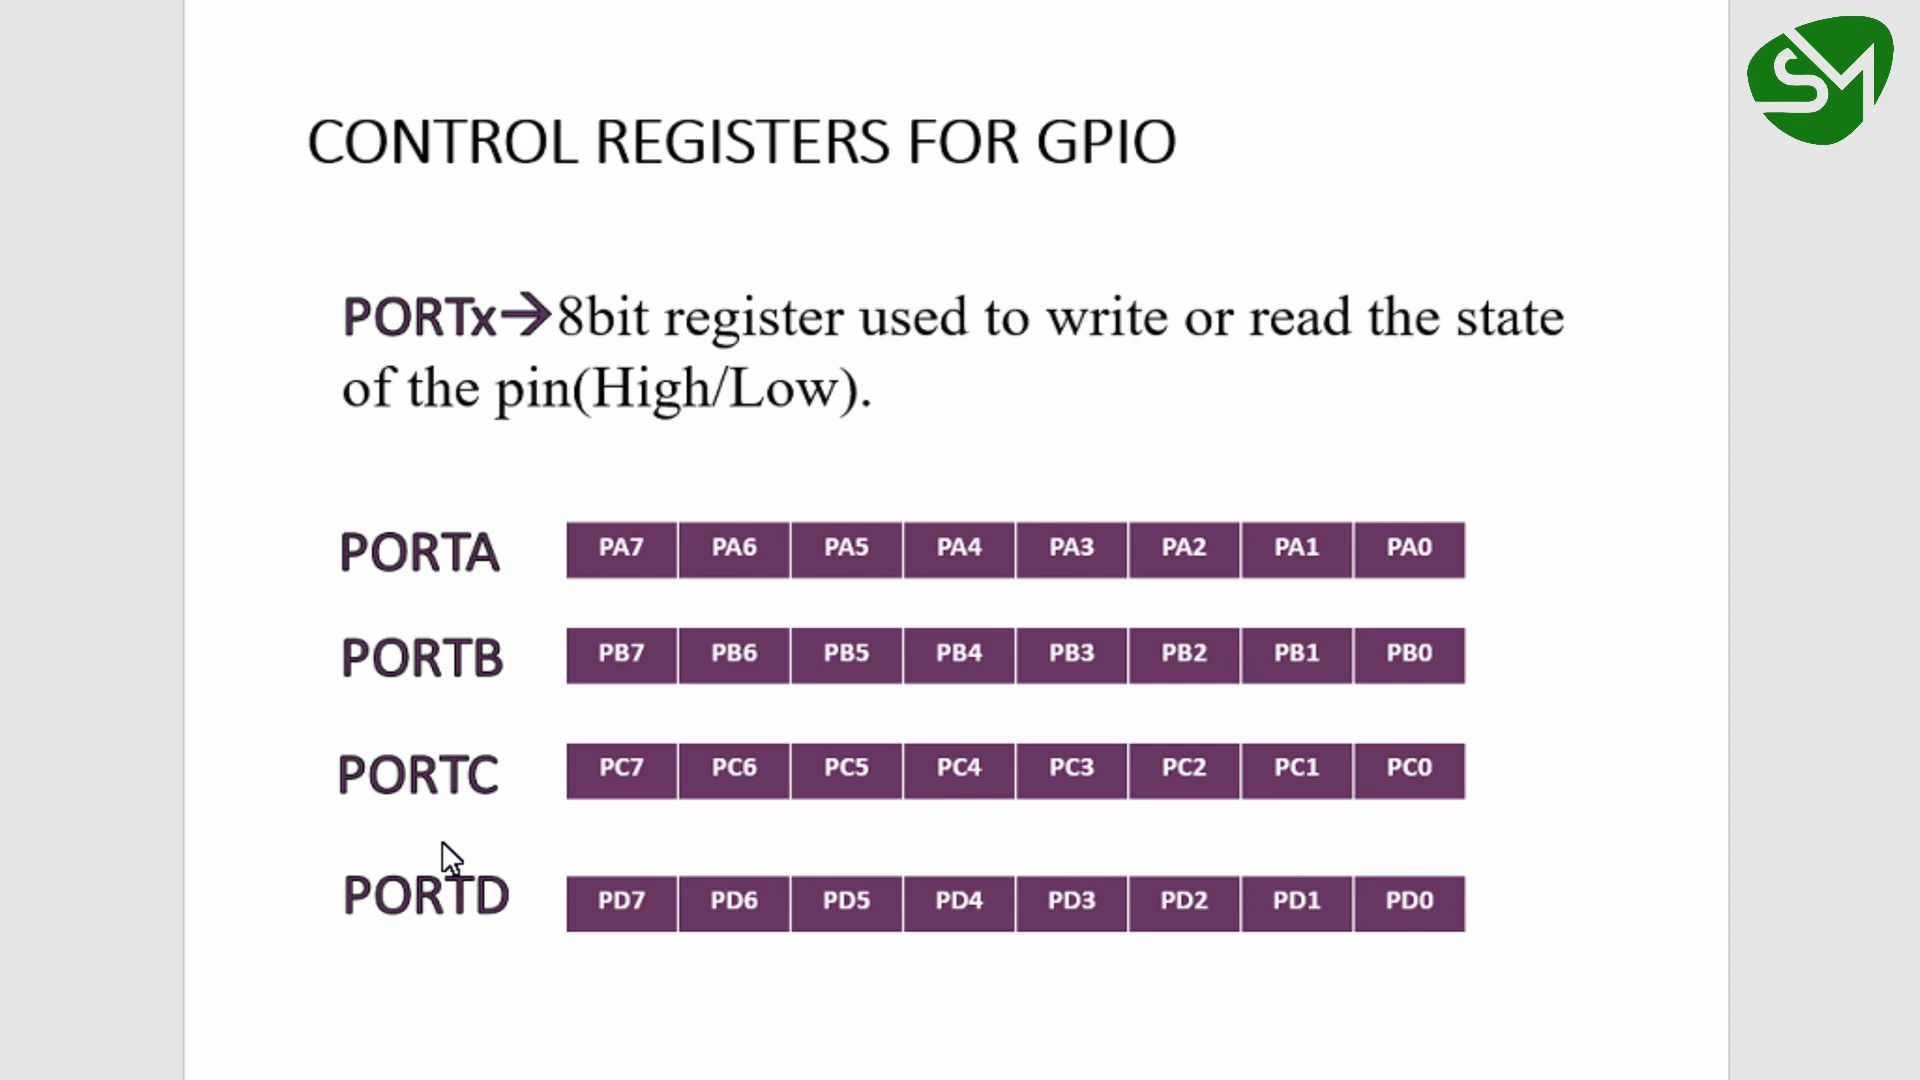 SM
CONTROL REGISTERS FOR GPIO
PORTx→8bit register used to write or read the state
of the pin(High/Low).
PORTA PA7 PA6 PA5 PA4 PA3 PA2 PA1 PA0
PORTB PB7 PB6 PB5 PB4 PB3 PB2 PB1 PB0
PORTC PC7 PC6 PC5 PC4 PC3 PC2 PC1 PC0
PORTD PD7 PD6 PD5 PD4 PD3 PD2 PD1 PD0